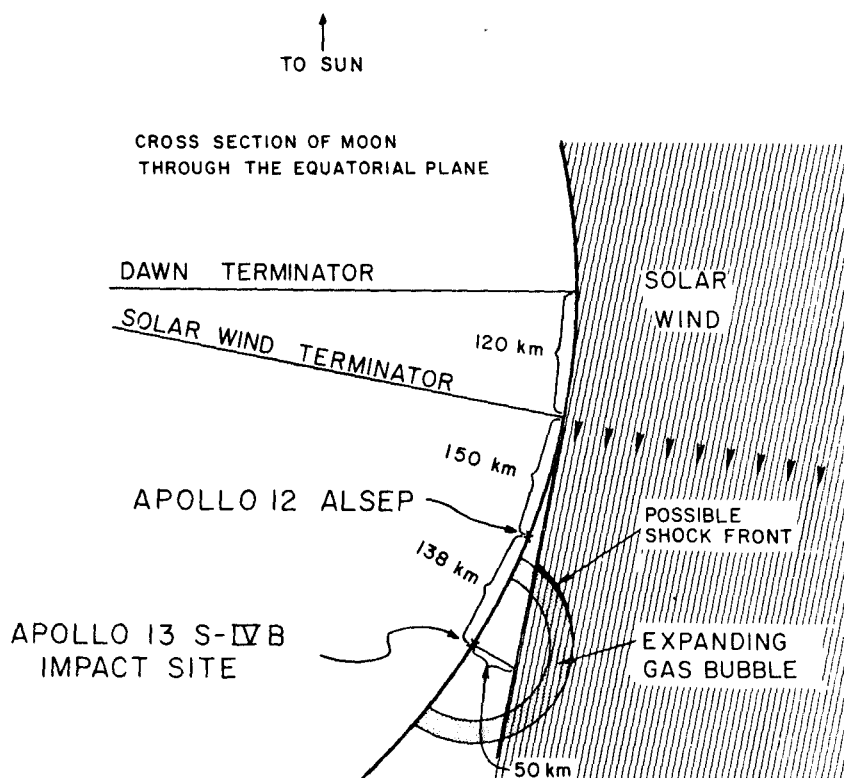 TO SUN
CROSS SECTION OF MOON
THROUGH THE EQUATORIAL PLANE
DAWN TERMINATOR
SOLAR WIND TERMINATOR
SOLAR
WIND
120 km
150 km
APOLLO 12 ALSEP
138 km
POSSIBLE
SHOCK FRONT
APOLLO 13 S-IVB
IMPACT SITE
EXPANDING
GAS BUBBLE
50 km